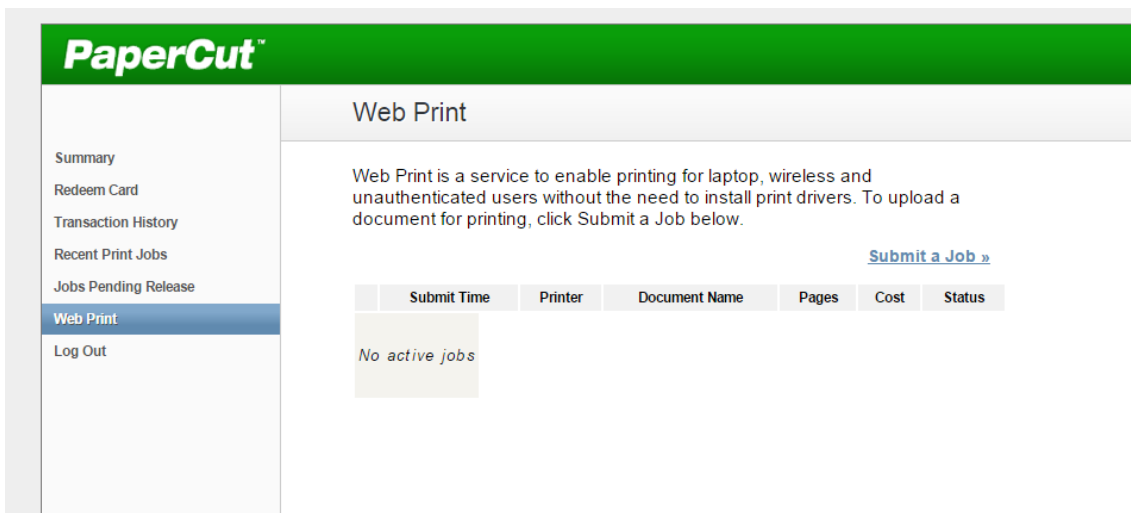 PaperCut™
Web Print
Summary
Redeem Card
Transaction History
Recent Print Jobs
Jobs Pending Release
Web Print
Log Out
Web Print is a service to enable printing for laptop, wireless and
unauthenticated users without the need to install print drivers. To upload a
document for printing, click Submit a Job below.
Submit a Job »
Submit Time Printer Document Name Pages Cost Status
No active jobs